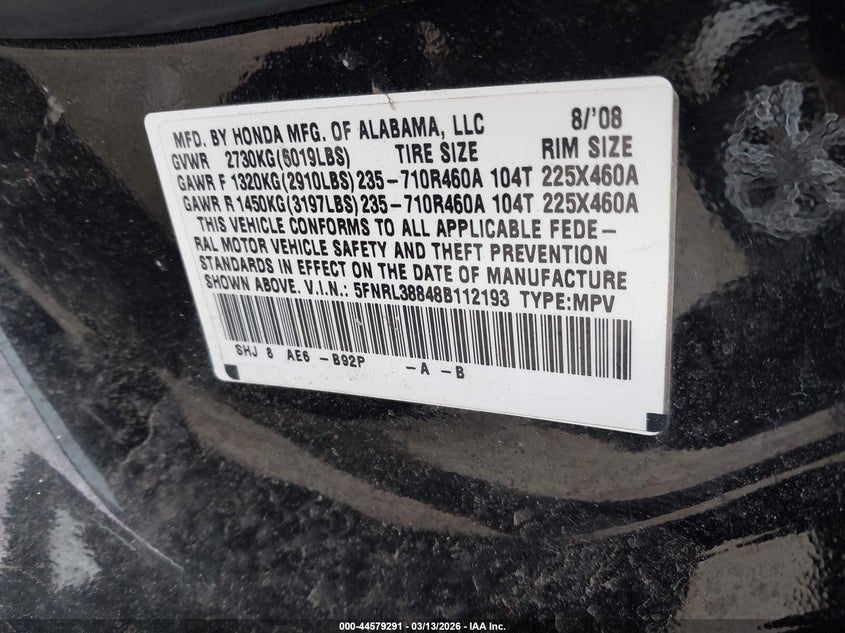 MFD. BY HONDA MFG. OF ALABAMA, LLC 8/'08
GVWR 2730KG(6019LBS) TIRE SIZE RIM SIZE
GAWR F 1320KG(2910LBS) 235-710R460A 104T 225X460A
GAWR R 1450KG(3197LBS) 235-710R460A 104T 225X460A
THIS VEHICLE CONFORMS TO ALL APPLICABLE FEDE-
RAL MOTOR VEHICLE SAFETY AND THEFT PREVENTION
STANDARDS IN EFFECT ON THE DATE OF MANUFACTURE
SHOWN ABOVE. V.I.N.: 5FNRL38848B112193 TYPE:MPV
SHJ 8 AE6 -B92P -A -B
000-44579291 - 03/13/2026 - IAA Inc.